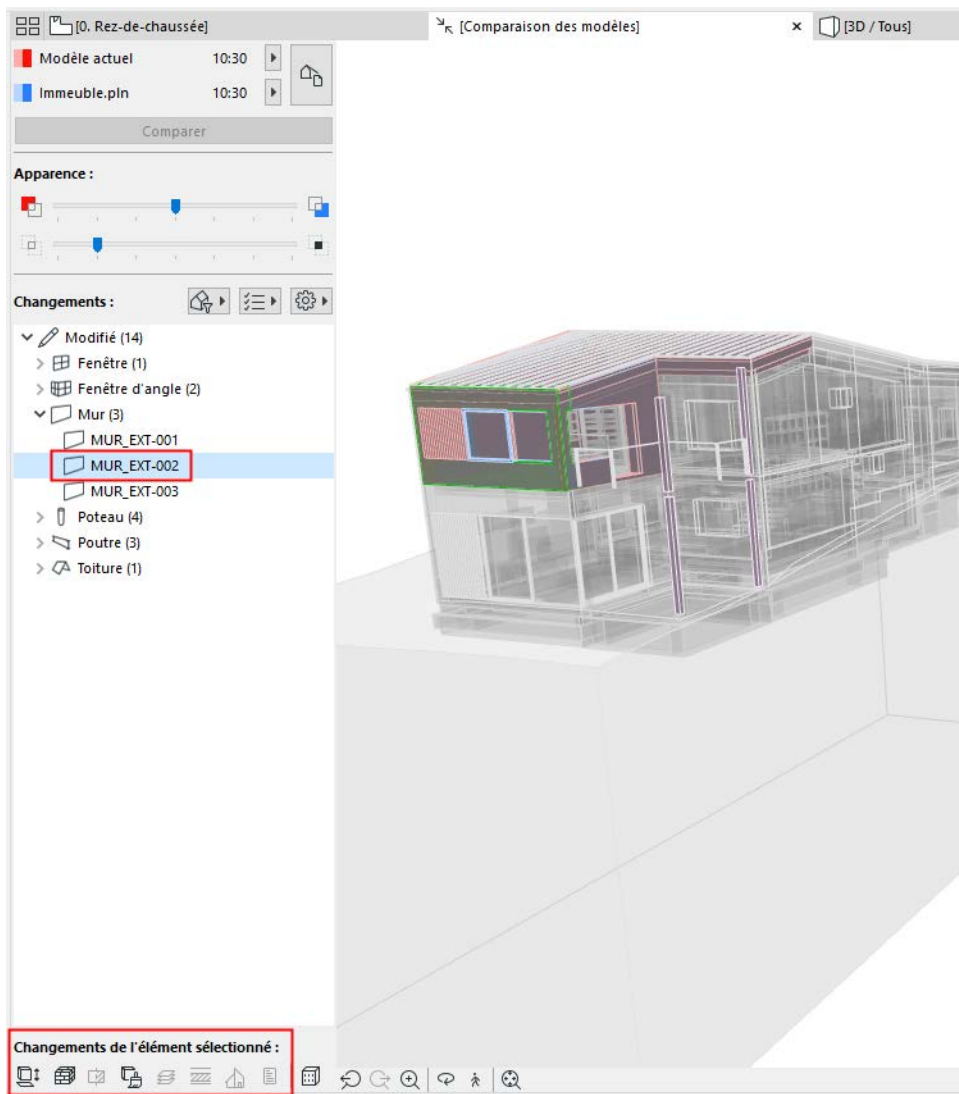 [0. Rez-de-chaussée]
[Comparaison des modèles]
[3D / Tous]
Modèle actuel 10:30
Immeuble.pln 10:30
Comparer
Apparence :
Changements :
Modifié (14)
Fenêtre (1)
Fenêtre d'angle (2)
Mur (3)
MUR_EXT-001
MUR_EXT-002
MUR_EXT-003
Poteau (4)
Poutre (3)
Toiture (1)
Changements de l'élément sélectionné :